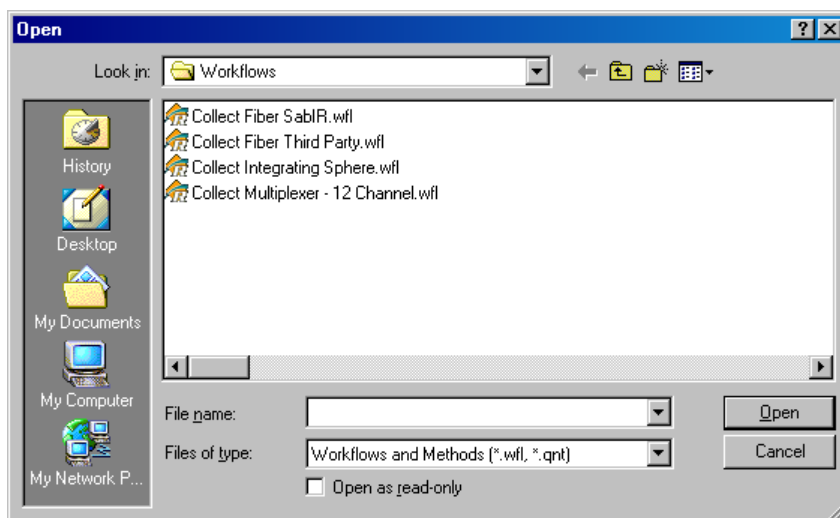 Open
Look in: Workflows
History
Desktop
My Documents
My Computer
My Network P...
Collect Fiber SabIR.wfl
Collect Fiber Third Party.wfl
Collect Integrating Sphere.wfl
Collect Multiplexer - 12 Channel.wfl
File name:
Open
Files of type: Workflows and Methods (*.wfl, *.qnt)
Cancel
Open as read-only